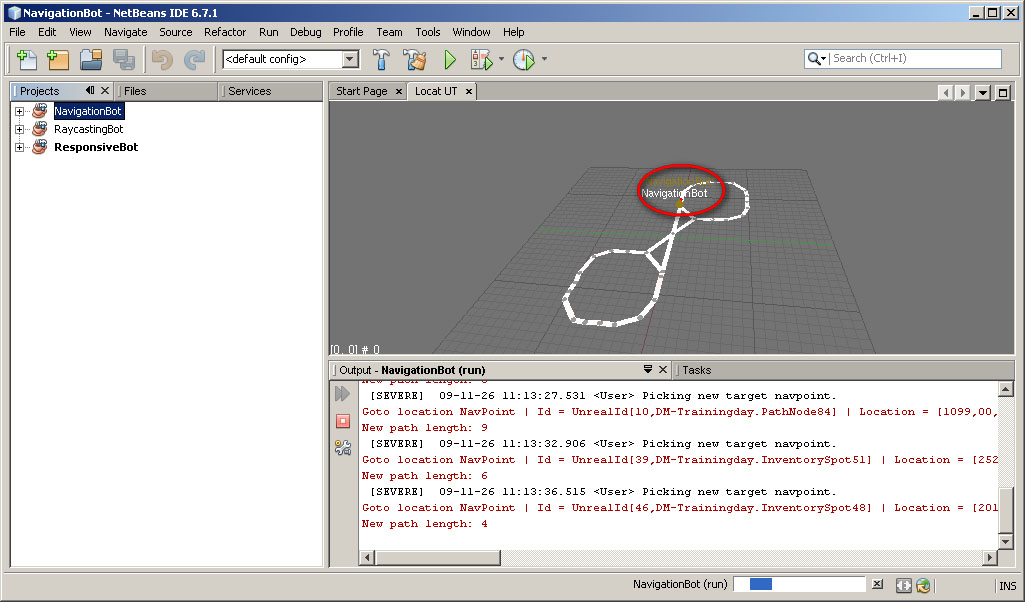 NavigationBot - NetBeans IDE 6.7.1
File Edit View Navigate Source Refactor Run Debug Profile Team Tools Window Help
<default config>
Search (Ctrl+I)
Projects Files Services
Start Page Locat UT
NavigationBot
RaycastingBot
ResponsiveBot
NavigationBot
[0, 0] # 0
Output - NavigationBot (run) Tasks
New path length:
[SEVERE] 09-11-26 11:13:27.531 <User> Picking new target navpoint.
Goto location NavPoint | Id = UnrealId[10,DM-Trainingday.PathNode84] | Location = [1099,00,
New path length: 9
[SEVERE] 09-11-26 11:13:32.906 <User> Picking new target navpoint.
Goto location NavPoint | Id = UnrealId[39,DM-Trainingday.InventorySpot51] | Location = [252
New path length: 6
[SEVERE] 09-11-26 11:13:36.515 <User> Picking new target navpoint.
Goto location NavPoint | Id = UnrealId[46,DM-Trainingday.InventorySpot48] | Location = [201
New path length: 4
NavigationBot (run)
INS